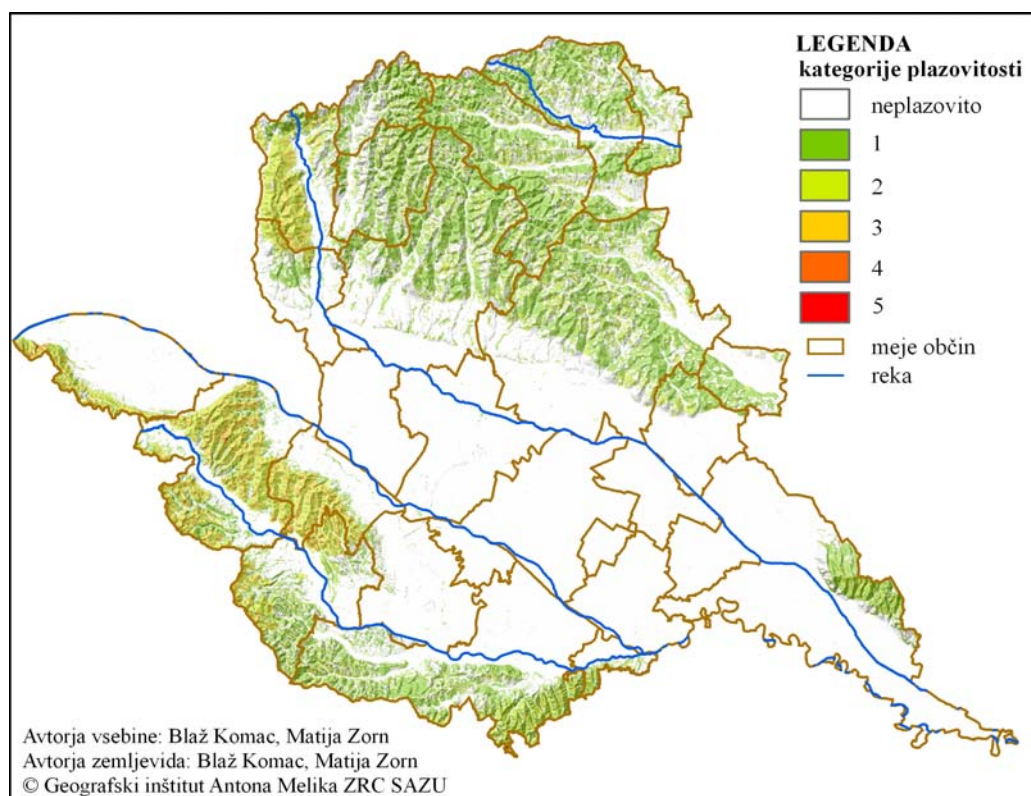 LEGENDA
kategorije plazovitosti
neplazovito
1
2
3
4
5
meje občin
reka
Avtorja vsebine: Blaž Komac, Matija Zorn
Avtorja zemljevida: Blaž Komac, Matija Zorn
© Geografski inštitut Antona Melika ZRC SAZU